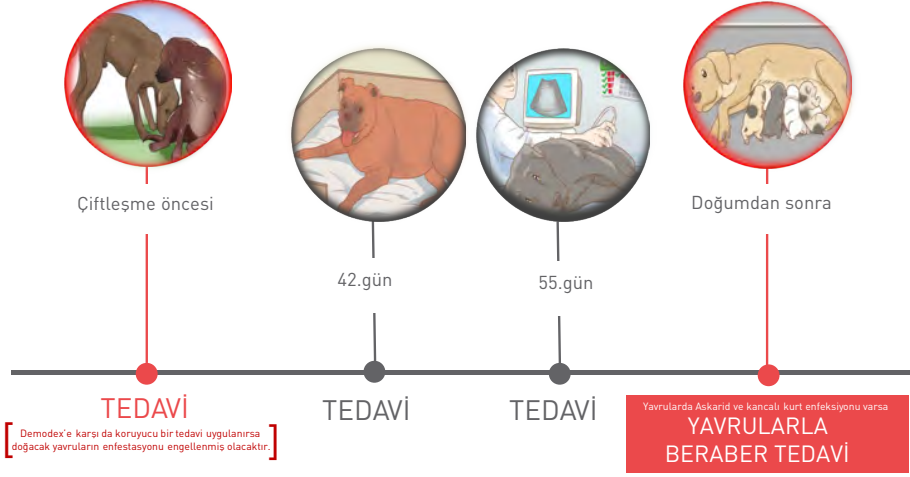 Çiftleşme öncesi
42.gün
55.gün
Doğumdan sonra
TEDAVİ
[Demodex'e karşı da koruyucu bir tedavi uygulanırsa
doğacak yavruların enfestasyonu engellenmiş olacaktır.]
TEDAVİ
TEDAVİ
Yavrularda Askarid ve kancalı kurt enfeksiyonu varsa
YAVRULARLA
BERABER TEDAVİ